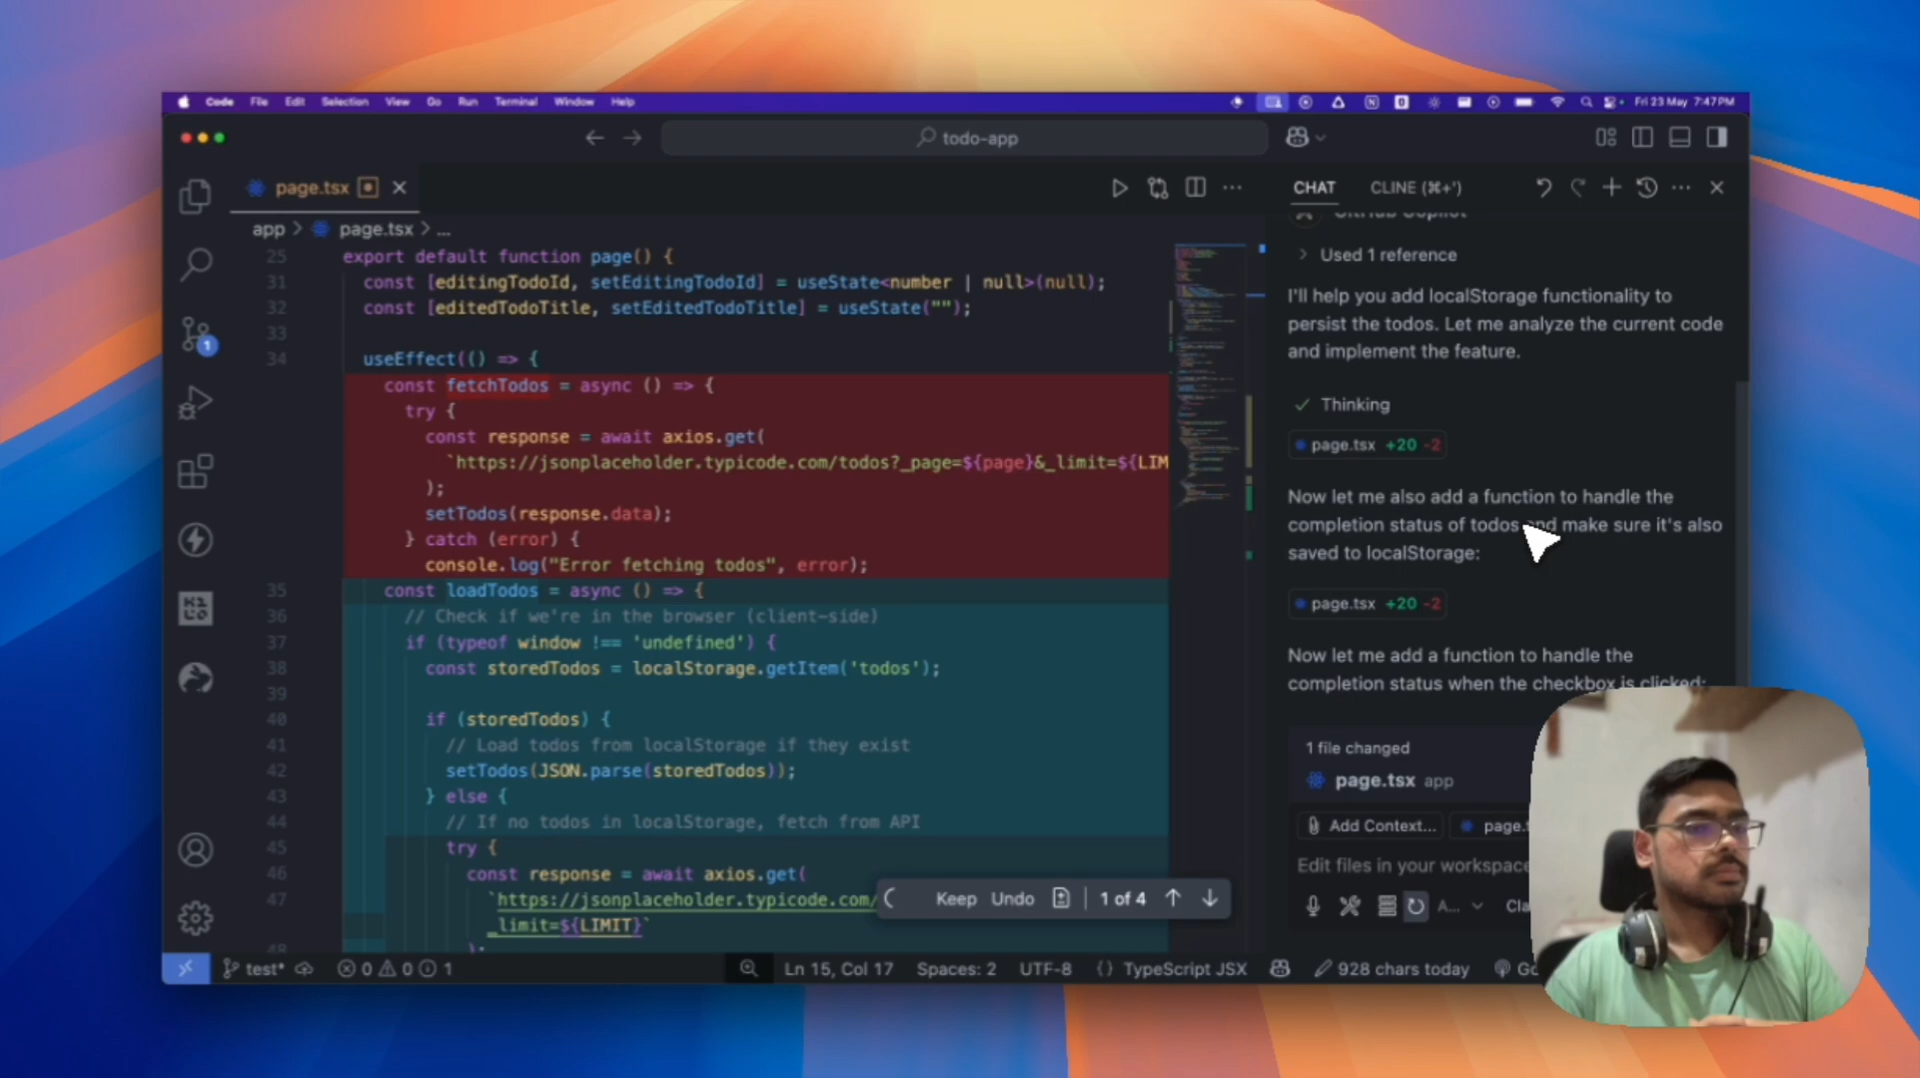 Code File Edit Selection View Go Run Terminal Window Help
Fri 23 May 7:47PM
todo-app
page.tsx
CHAT CLINE (⌘+')
app > page.tsx > ...
25 export default function page() {
31 const [editingTodoId, setEditingTodoId] = useState<number | null>(null);
32 const [editedTodoTitle, setEditedTodoTitle] = useState("");
33
34 useEffect(() => {
const fetchTodos = async () => {
try {
const response = await axios.get(
`https://jsonplaceholder.typicode.com/todos?_page=${page}&_limit=${LIM
);
setTodos(response.data);
} catch (error) {
console.log("Error fetching todos", error);
35 const loadTodos = async () => {
36 // Check if we're in the browser (client-side)
37 if (typeof window !== 'undefined') {
38 const storedTodos = localStorage.getItem('todos');
39
40 if (storedTodos) {
41 // Load todos from localStorage if they exist
42 setTodos(JSON.parse(storedTodos));
43 } else {
44 // If no todos in localStorage, fetch from API
45 try {
46 const response = await axios.get(
47 `https://jsonplaceholder.typicode.com/
_limit=${LIMIT}`
48 );
Keep Undo 1 of 4
GitHub Copilot
Used 1 reference
I'll help you add localStorage functionality to
persist the todos. Let me analyze the current code
and implement the feature.
Thinking
page.tsx +20 -2
Now let me also add a function to handle the
completion status of todos and make sure it's also
saved to localStorage:
page.tsx +20 -2
Now let me add a function to handle the
completion status when the checkbox is clicked:
1 file changed
page.tsx app
Add Context... page.t
Edit files in your workspace
A... Cla
1
test* 0 0 1
Ln 15, Col 17 Spaces: 2 UTF-8 {} TypeScript JSX 928 chars today Go